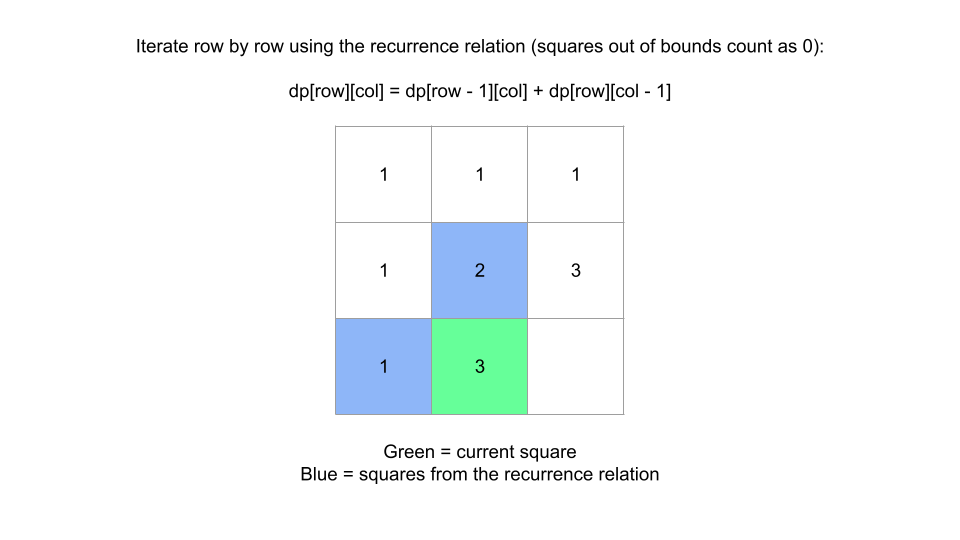 Iterate row by row using the recurrence relation (squares out of bounds count as 0):
dp[row][col] = dp[row - 1][col] + dp[row][col - 1]
1 1 1
1 2 3
1 3
Green = current square
Blue = squares from the recurrence relation